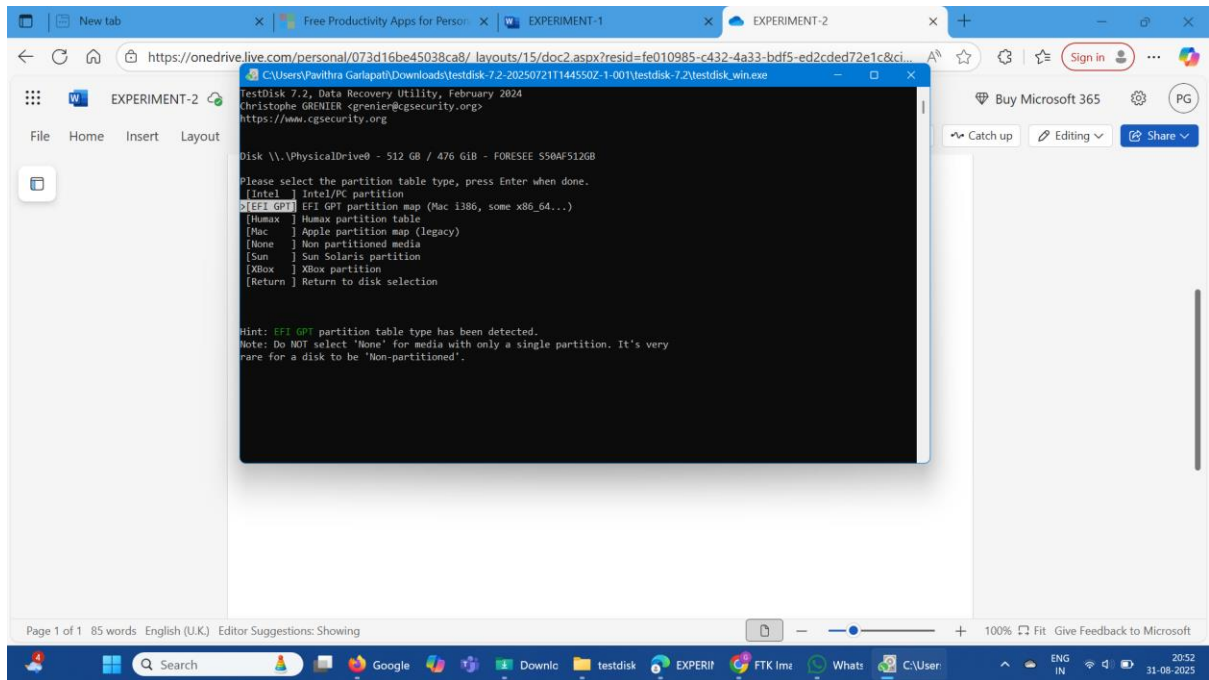 New tab
Free Productivity Apps for Person
EXPERIMENT-1
EXPERIMENT-2
https://onedrive.live.com/personal/073d16be45038ca8/_layouts/15/doc2.aspx?resid=fe010985-c432-4a33-bdf5-ed2cded72e1c&ci...
Sign in
C:\Users\Pavithra Garlapati\Downloads\testdisk-7.2-20250721T144550Z-1-001\testdisk-7.2\testdisk_win.exe
EXPERIMENT-2
Buy Microsoft 365
PG
File Home Insert Layout
Catch up
Editing
Share
TestDisk 7.2, Data Recovery Utility, February 2024
Christophe GRENIER <grenier@cgsecurity.org>
https://www.cgsecurity.org
Disk \\.\PhysicalDrive0 - 512 GB / 476 GiB - FORESEE S50AF512GB
Please select the partition table type, press Enter when done.
[Intel  ] Intel/PC partition
>[EFI GPT] EFI GPT partition map (Mac i386, some x86_64...)
[Humax  ] Humax partition table
[Mac    ] Apple partition map (legacy)
[None   ] Non partitioned media
[Sun    ] Sun Solaris partition
[XBox   ] XBox partition
[Return ] Return to disk selection
Hint: EFI GPT partition table type has been detected.
Note: Do NOT select 'None' for media with only a single partition. It's very
rare for a disk to be 'Non-partitioned'.
Page 1 of 1 85 words English (U.K.) Editor Suggestions: Showing
100% Fit Give Feedback to Microsoft
4
Search
Google
Downlc
testdisk
EXPERIM
FTK Ima
Whats
C:\User
ENG
IN
20:52
31-08-2025